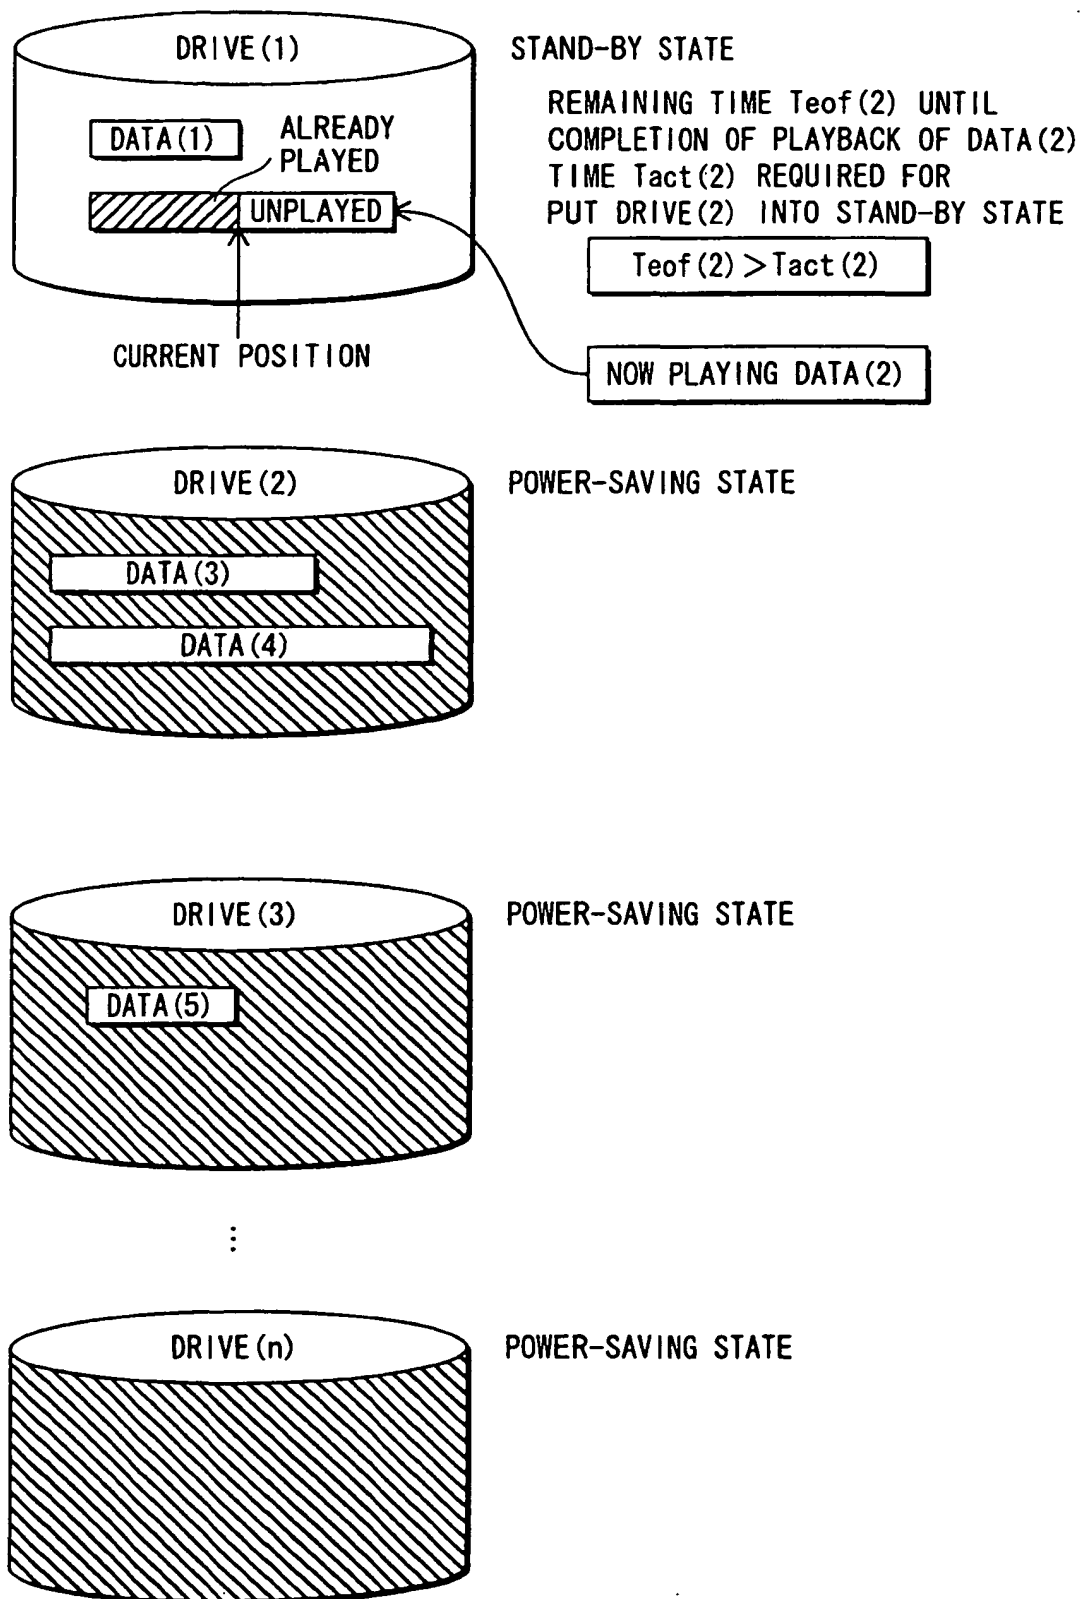 DRIVE(1)
STAND-BY STATE
DATA(1)
ALREADY
PLAYED
UNPLAYED
CURRENT POSITION
REMAINING TIME Teof(2) UNTIL
COMPLETION OF PLAYBACK OF DATA(2)
TIME Tact(2) REQUIRED FOR
PUT DRIVE(2) INTO STAND-BY STATE
Teof(2)>Tact(2)
NOW PLAYING DATA(2)
DRIVE(2)
POWER-SAVING STATE
DATA(3)
DATA(4)
DRIVE(3)
POWER-SAVING STATE
DATA(5)
⋮
DRIVE(n)
POWER-SAVING STATE